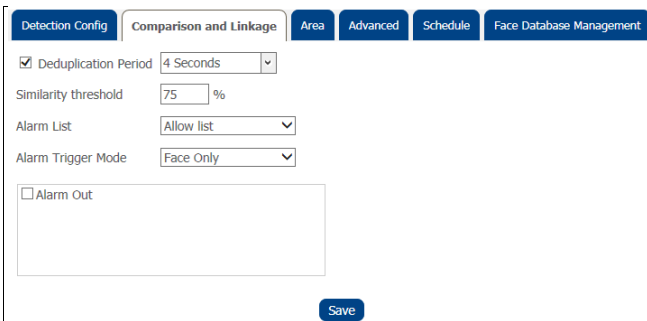 Detection Config Comparison and Linkage Area Advanced Schedule Face Database Management
Deduplication Period 4 Seconds
Similarity threshold 75 %
Alarm List Allow list
Alarm Trigger Mode Face Only
Alarm Out
Save